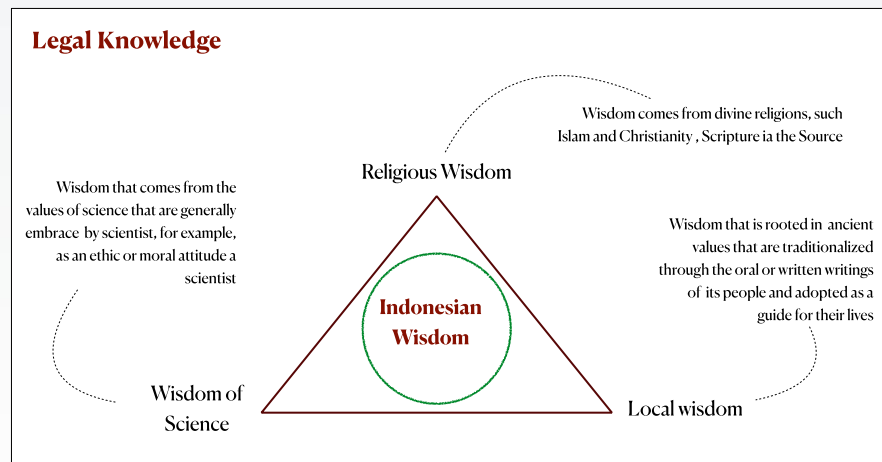 Legal Knowledge
Wisdom comes from divine religions, such
Islam and Christianity , Scripture ia the Source
Religious Wisdom
Wisdom that comes from the
values of science that are generally
embrace by scientist, for example,
as an ethic or moral attitude a
scientist
Wisdom that is rooted in ancient
values that are traditionalized
through the oral or written writings
of its people and adopted as a
guide for their lives
Indonesian
Wisdom
Wisdom of
Science
Local wisdom